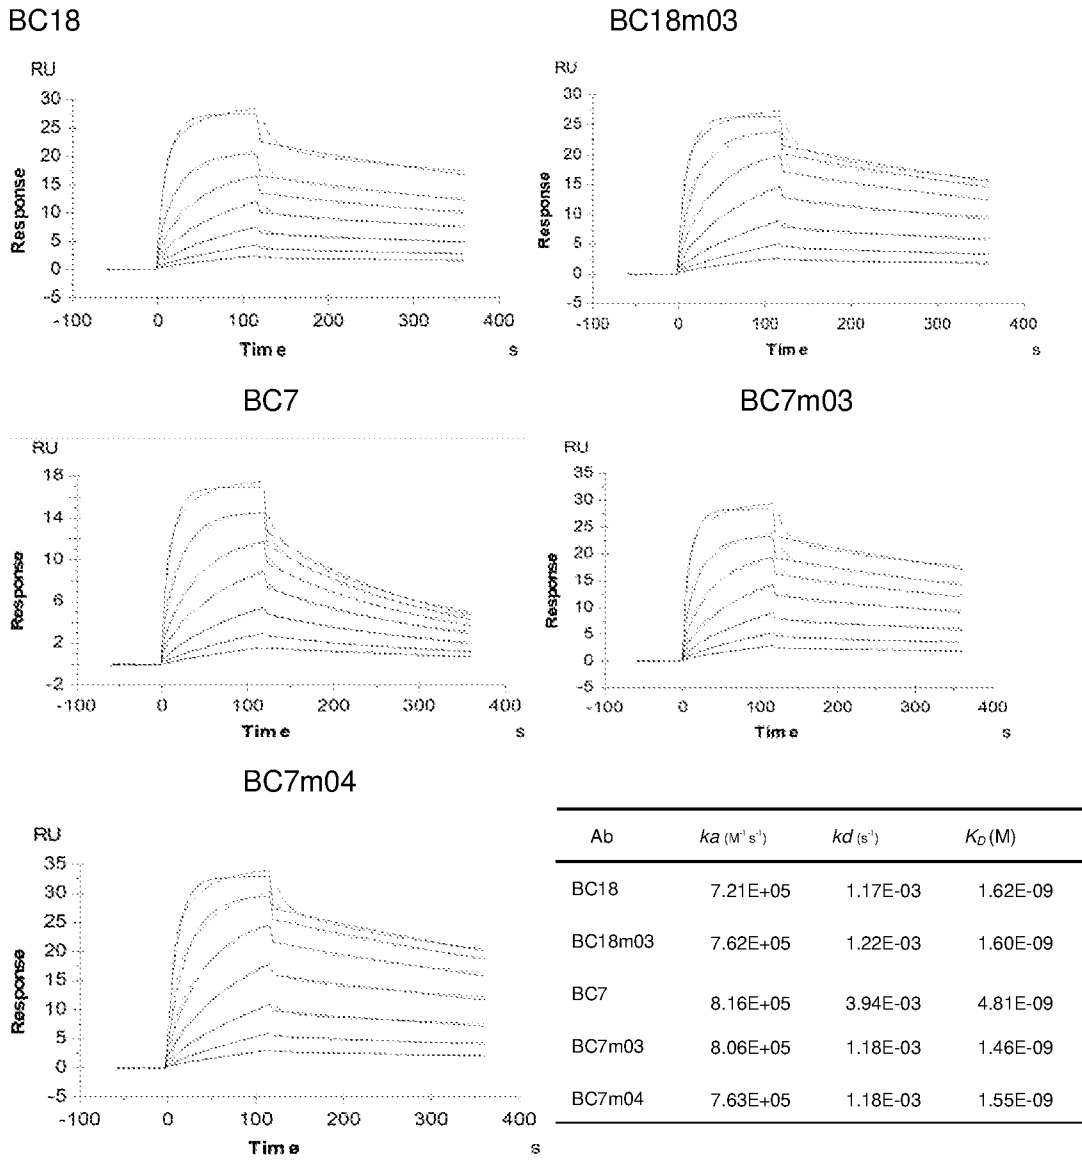 BC18
RU
30
25
20
15
10
5
0
-5
-100 0 100 200 300 400
Response
Time s
BC18m03
RU
30
25
20
15
10
5
0
-5
-100 0 100 200 300 400
Response
Time s
BC7
RU
18
14
10
6
2
-2
-100 0 100 200 300 400
Response
Time s
BC7m03
RU
35
30
25
20
15
10
5
0
-5
-100 0 100 200 300 400
Response
Time s
BC7m04
RU
35
30
25
20
15
10
5
0
-5
-100 0 100 200 300 400
Response
Time s
Ab ka (M⁻¹ s⁻¹) kd (s⁻¹) K_D (M)
BC18 7.21E+05 1.17E-03 1.62E-09
BC18m03 7.62E+05 1.22E-03 1.60E-09
BC7 8.16E+05 3.94E-03 4.81E-09
BC7m03 8.06E+05 1.18E-03 1.46E-09
BC7m04 7.63E+05 1.18E-03 1.55E-09